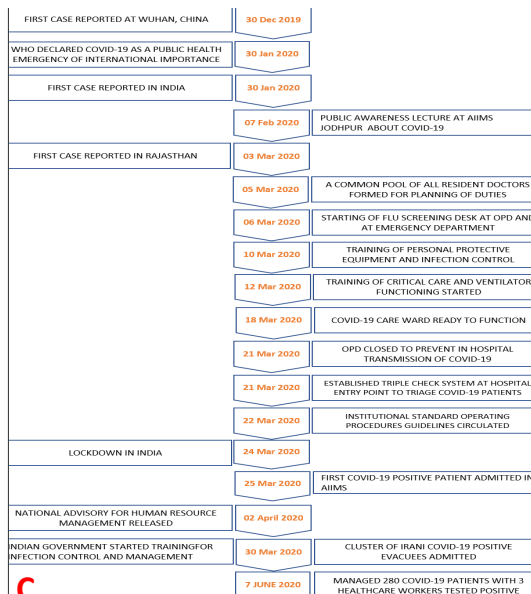 FIRST CASE REPORTED AT WUHAN, CHINA
30 Dec 2019
WHO DECLARED COVID-19 AS A PUBLIC HEALTH
EMERGENCY OF INTERNATIONAL IMPORTANCE
30 Jan 2020
FIRST CASE REPORTED IN INDIA
30 Jan 2020
07 Feb 2020
PUBLIC AWARENESS LECTURE AT AIIMS
JODHPUR ABOUT COVID-19
FIRST CASE REPORTED IN RAJASTHAN
03 Mar 2020
05 Mar 2020
A COMMON POOL OF ALL RESIDENT DOCTORS
FORMED FOR PLANNING OF DUTIES
06 Mar 2020
STARTING OF FLU SCREENING DESK AT OPD AND
AT EMERGENCY DEPARTMENT
10 Mar 2020
TRAINING OF PERSONAL PROTECTIVE
EQUIPMENT AND INFECTION CONTROL
12 Mar 2020
TRAINING OF CRITICAL CARE AND VENTILATOR
FUNCTIONING STARTED
18 Mar 2020
COVID-19 CARE WARD READY TO FUNCTION
21 Mar 2020
OPD CLOSED TO PREVENT IN HOSPITAL
TRANSMISSION OF COVID-19
21 Mar 2020
ESTABLISHED TRIPLE CHECK SYSTEM AT HOSPITAL
ENTRY POINT TO TRIAGE COVID-19 PATIENTS
22 Mar 2020
INSTITUTIONAL STANDARD OPERATING
PROCEDURES GUIDELINES CIRCULATED
LOCKDOWN IN INDIA
24 Mar 2020
25 Mar 2020
FIRST COVID-19 POSITIVE PATIENT ADMITTED IN
AIIMS
NATIONAL ADVISORY FOR HUMAN RESOURCE
MANAGEMENT RELEASED
02 April 2020
INDIAN GOVERNMENT STARTED TRAININGFOR
INFECTION CONTROL AND MANAGEMENT
30 Mar 2020
CLUSTER OF IRANI COVID-19 POSITIVE
EVACUEES ADMITTED
C
7 JUNE 2020
MANAGED 280 COVID-19 PATIENTS WITH 3
HEALTHCARE WORKERS TESTED POSITIVE